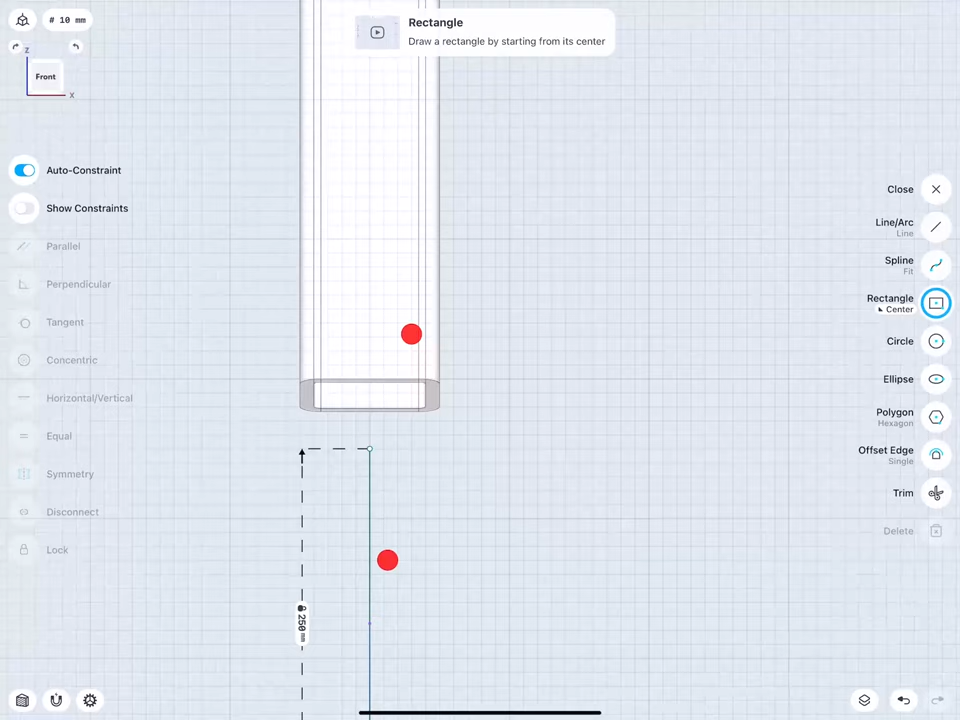 # 10 mm
Rectangle
Draw a rectangle by starting from its center
Z
Front
X
Auto-Constraint
Show Constraints
Parallel
Perpendicular
Tangent
Concentric
Horizontal/Vertical
Equal
Symmetry
Disconnect
Lock
250 mm
Close
Line/Arc
Line
Spline
Fit
Rectangle
Center
Circle
Ellipse
Polygon
Hexagon
Offset Edge
Single
Trim
Delete